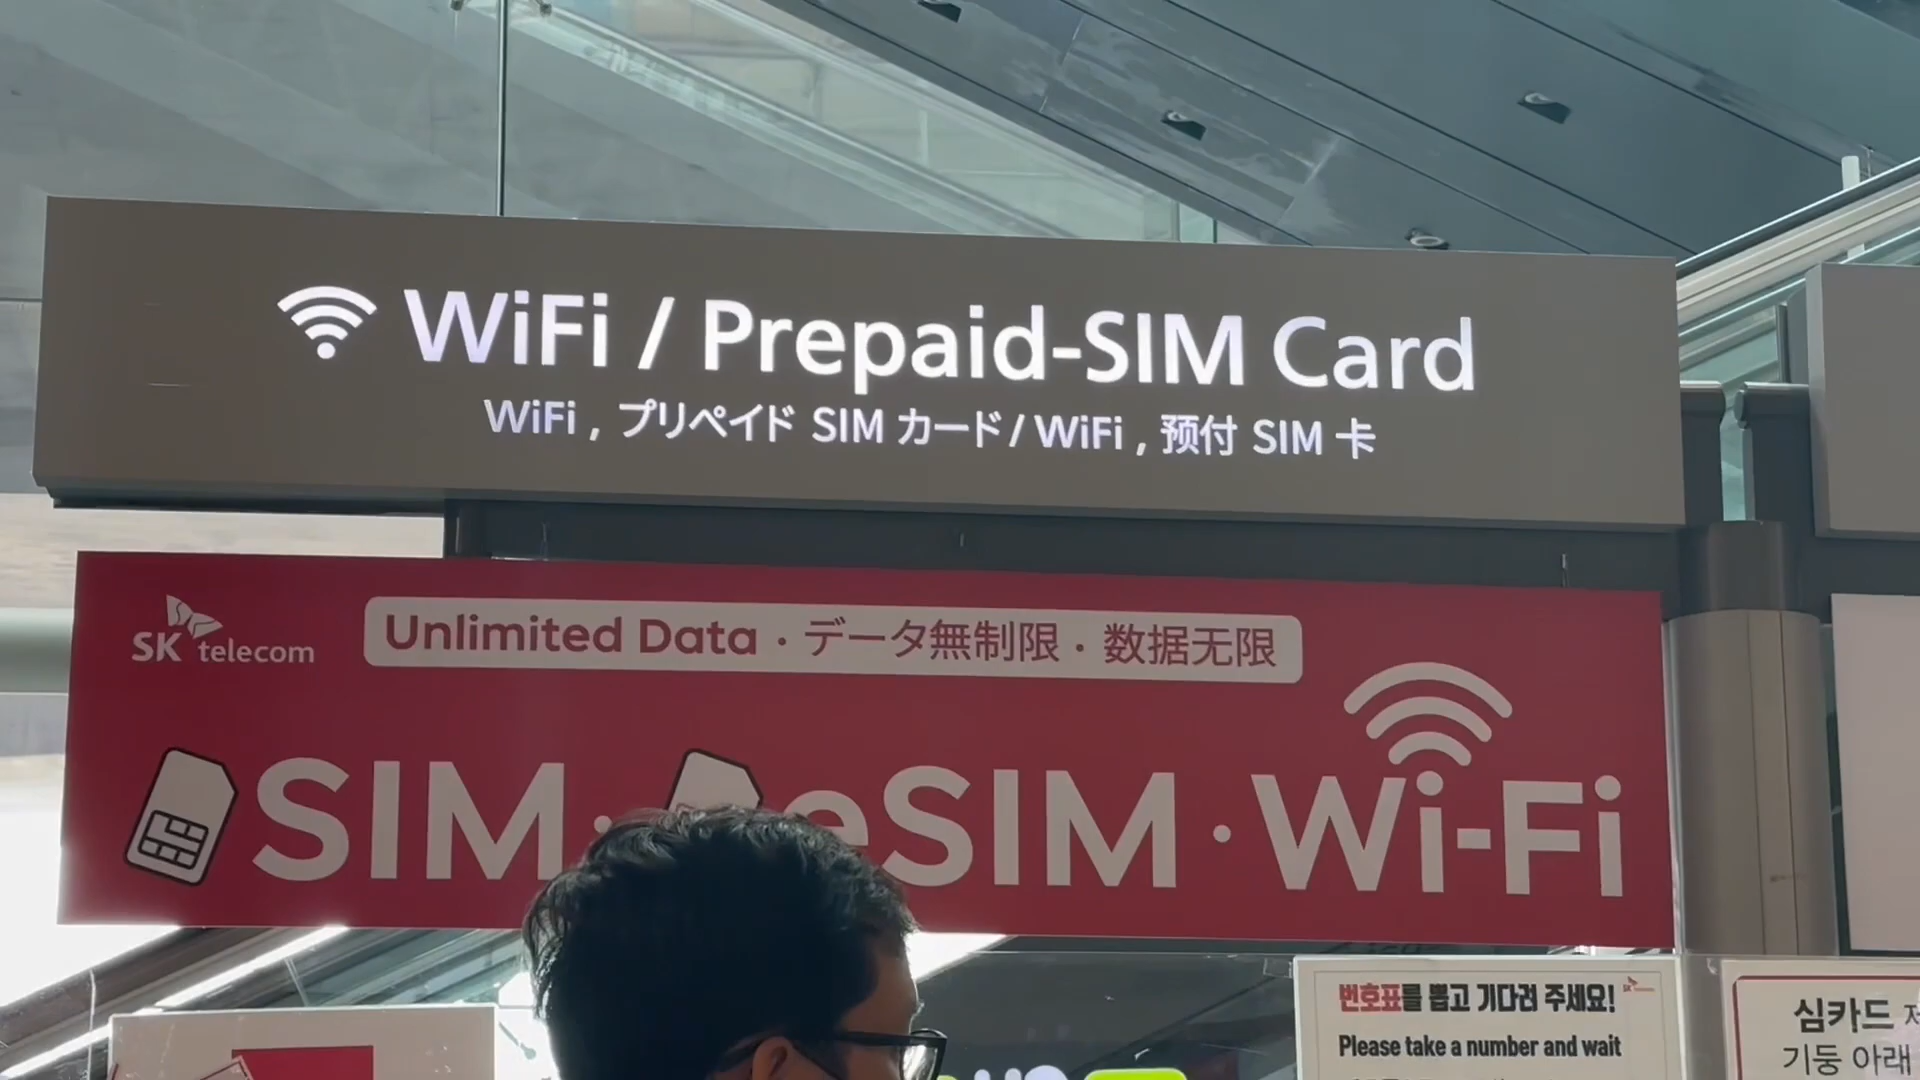 WiFi / Prepaid-SIM Card
WiFi , プリペイド SIM カード / WiFi , 预付 SIM 卡
SK telecom
Unlimited Data · データ無制限 · 数据无限
SIM · eSIM · Wi-Fi
번호표를 뽑고 기다려 주세요!
Please take a number and wait
심카드
기둥 아래